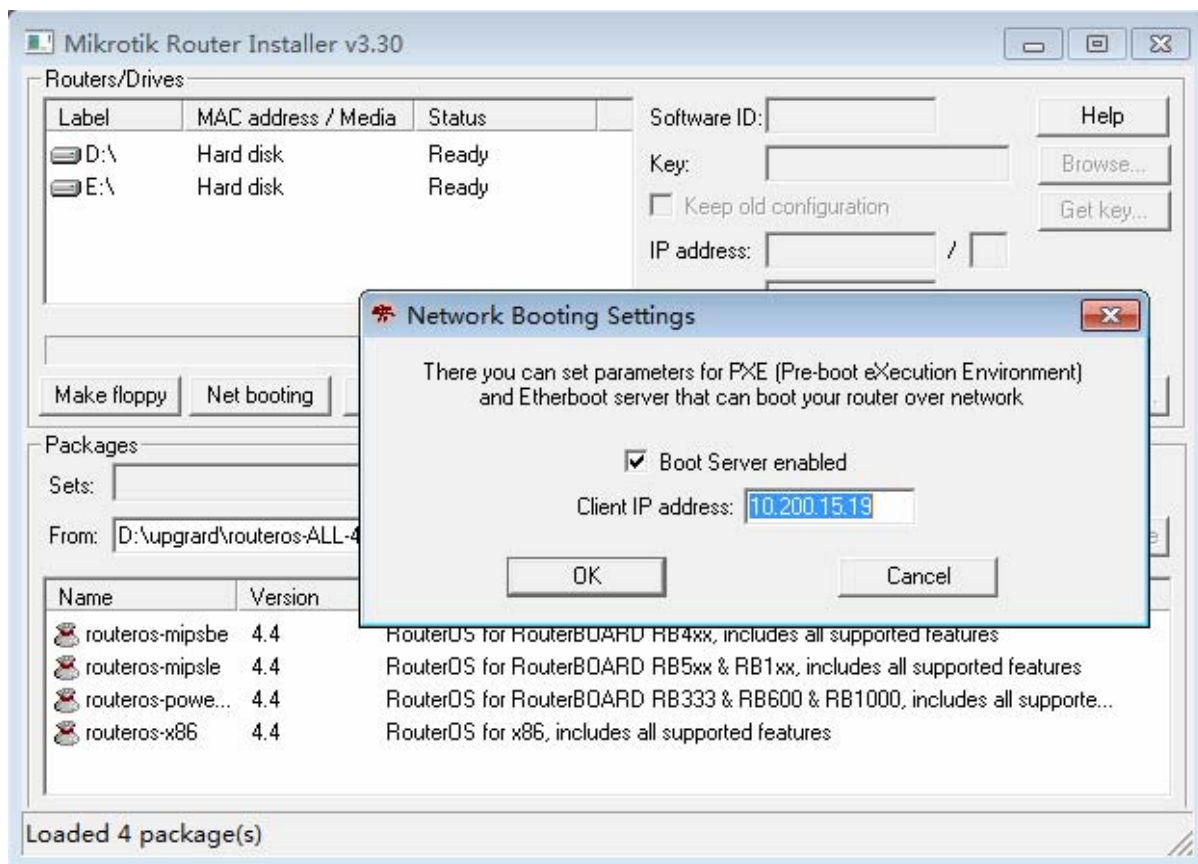 Mikrotik Router Installer v3.30
Routers/Drives
Label MAC address / Media Status
D:\ Hard disk Ready
E:\ Hard disk Ready
Software ID:
Help
Key:
Browse...
Keep old configuration
Get key...
IP address: /
Make floppy Net booting
Network Booting Settings
There you can set parameters for PXE (Pre-boot eXecution Environment)
and Etherboot server that can boot your router over network
Boot Server enabled
Client IP address: 10.200.15.19
OK Cancel
Packages
Sets:
From: D:\upgrard\routeros-ALL-4
Name Version
routeros-mipsbe 4.4 RouterOS for RouterBOARD RB4xx, includes all supported features
routeros-mipsle 4.4 RouterOS for RouterBOARD RB5xx & RB1xx, includes all supported features
routeros-powe... 4.4 RouterOS for RouterBOARD RB333 & RB600 & RB1000, includes all supporte...
routeros-x86 4.4 RouterOS for x86, includes all supported features
Loaded 4 package(s)